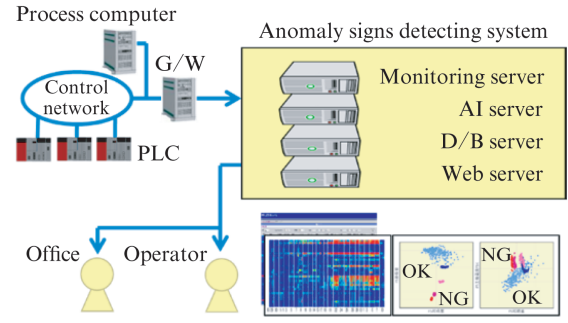 Process computer
Anomaly signs detecting system
G/W
Control
network
Monitoring server
AI server
D/B server
Web server
PLC
Office
Operator
OK
NG
NG
OK